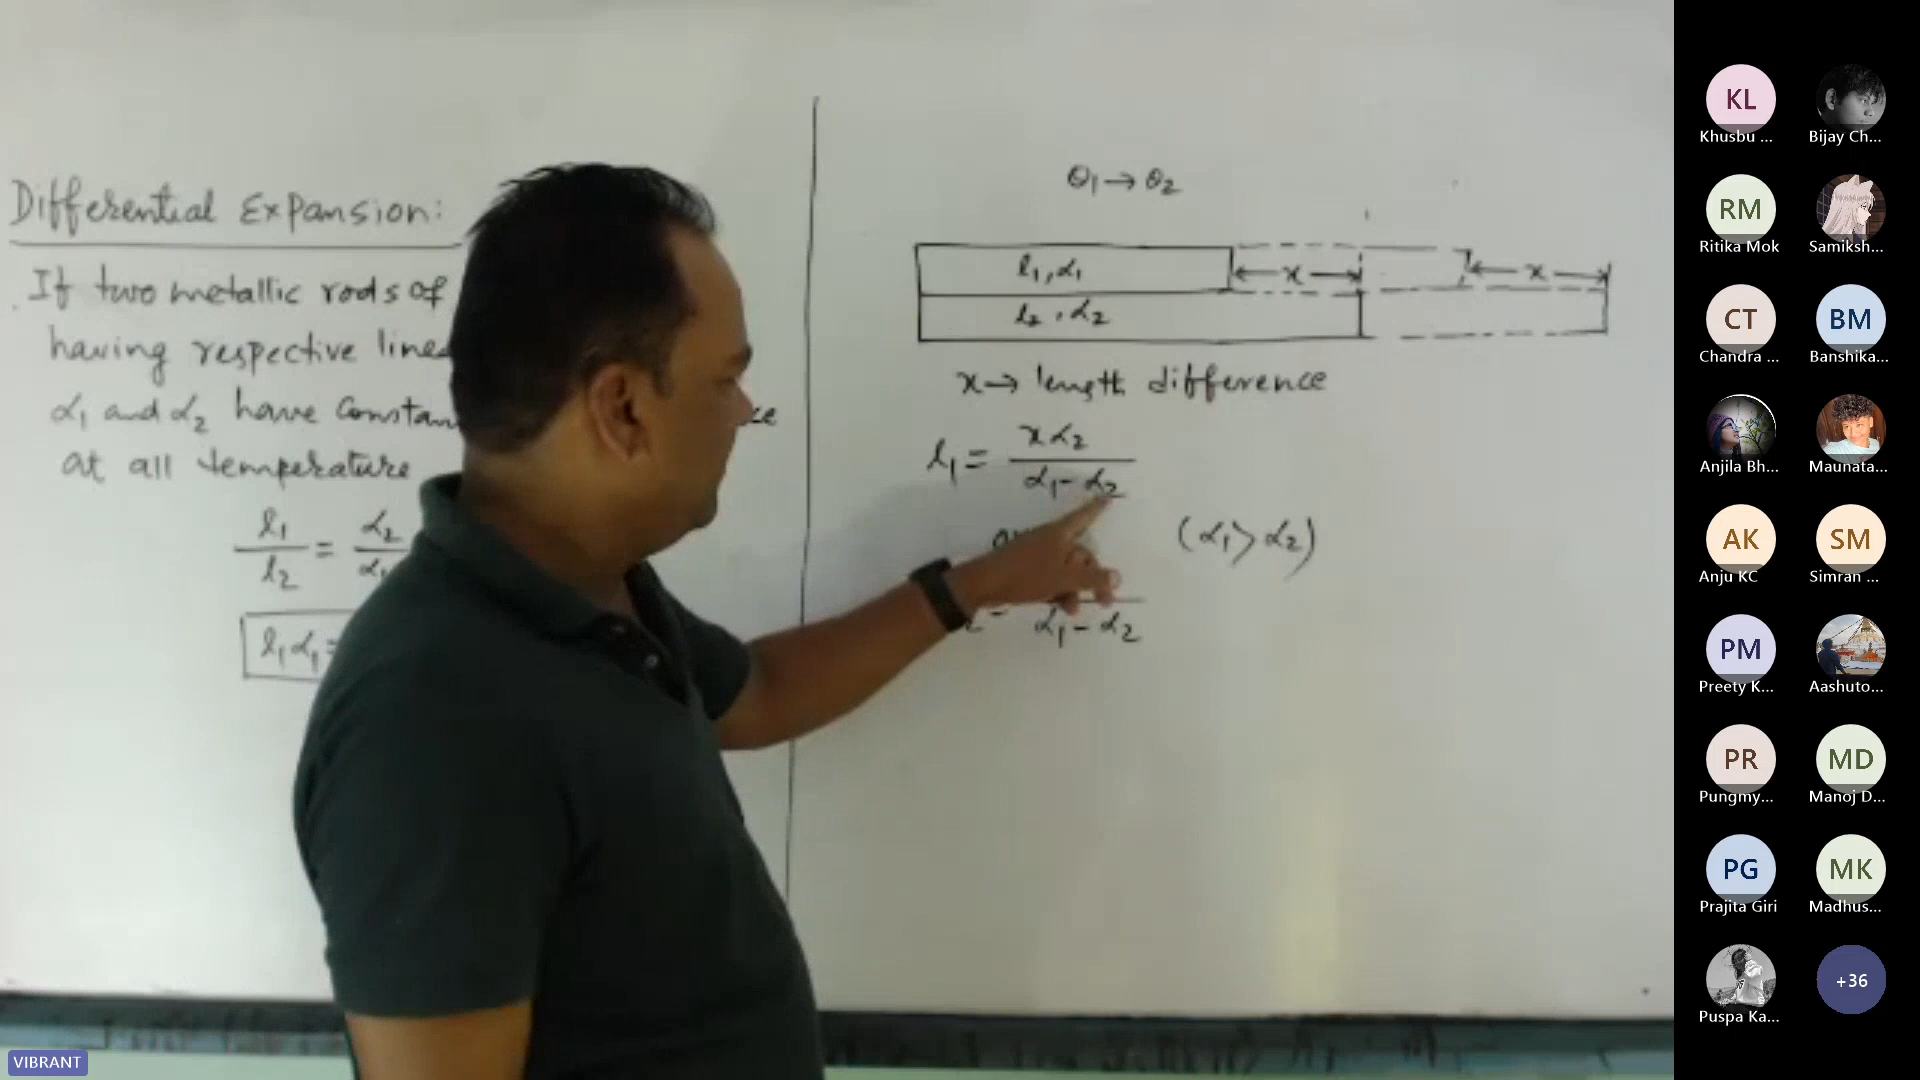 Differential Expansion:
If two metallic rods of
having respective
α₁ and α₂ have
at all temperature
l₁/l₂ = α₂/α₁
l₁α₁ =
θ₁ → θ₂
l₁, α₁
x
x
l₂, α₂
x → length difference
l₁ = xα₂/(α₁ - α₂)
(α₁ > α₂)
α₁ - α₂
VIBRANT
KL
Khusbu ...
Bijay Ch...
RM
Ritika Mok
Samiksh...
CT
Chandra ...
BM
Banshika...
Anjila Bh...
Maunata...
AK
Anju KC
SM
Simran ...
PM
Preety K...
Aashuto...
PR
Pungmy...
MD
Manoj D...
PG
Prajita Giri
MK
Madhus...
Puspa Ka...
+36